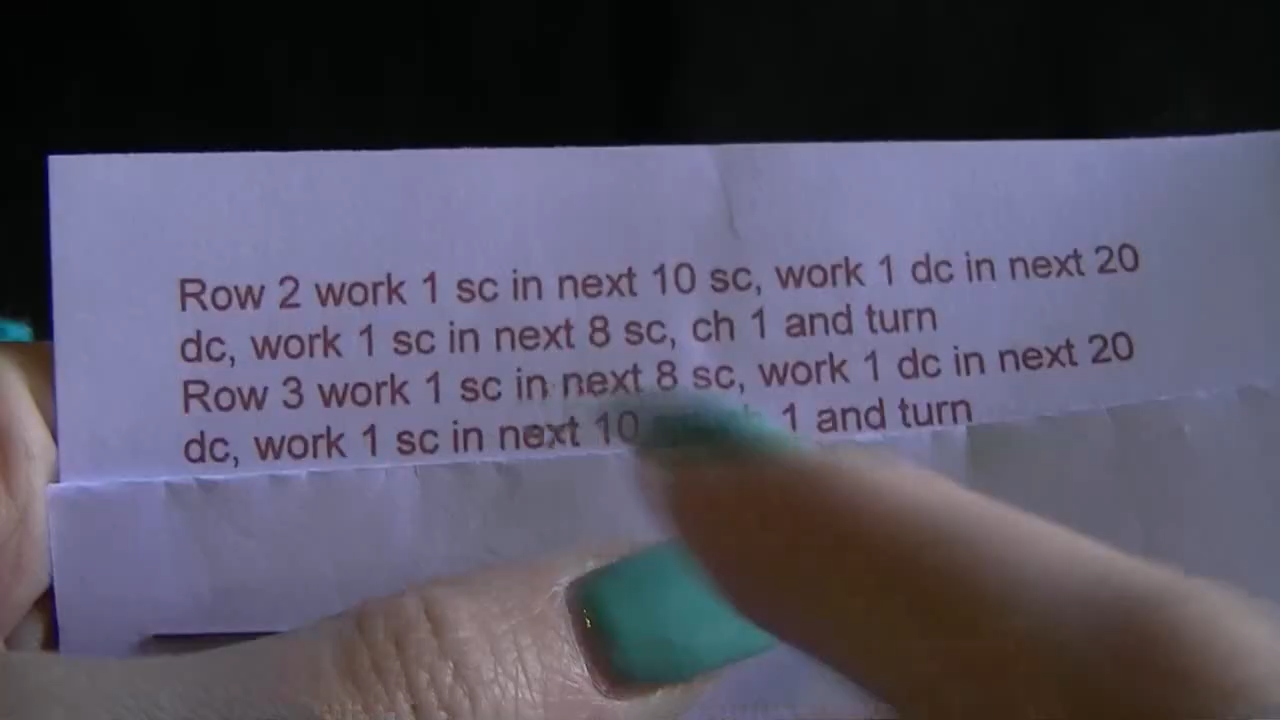 Row 2 work 1 sc in next 10 sc, work 1 dc in next 20
dc, work 1 sc in next 8 sc, ch 1 and turn
Row 3 work 1 sc in next 8 sc, work 1 dc in next 20
dc, work 1 sc in next 10 1 and turn